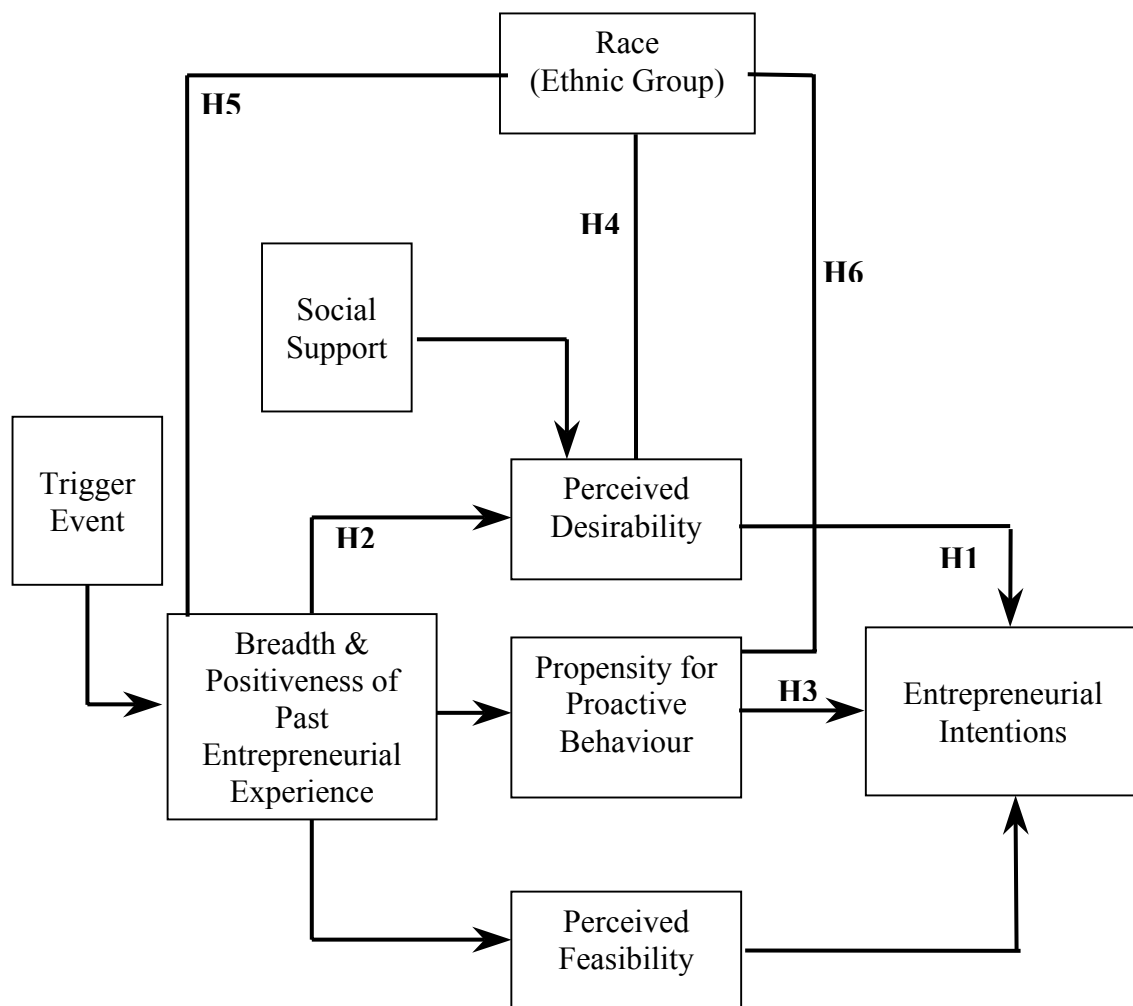 Race
(Ethnic Group)
H5
H4
H6
Social
Support
Trigger
Event
Perceived
Desirability
H2
H1
Breadth &
Positiveness of
Past
Entrepreneurial
Experience
Propensity for
Proactive
Behaviour
H3
Entrepreneurial
Intentions
Perceived
Feasibility